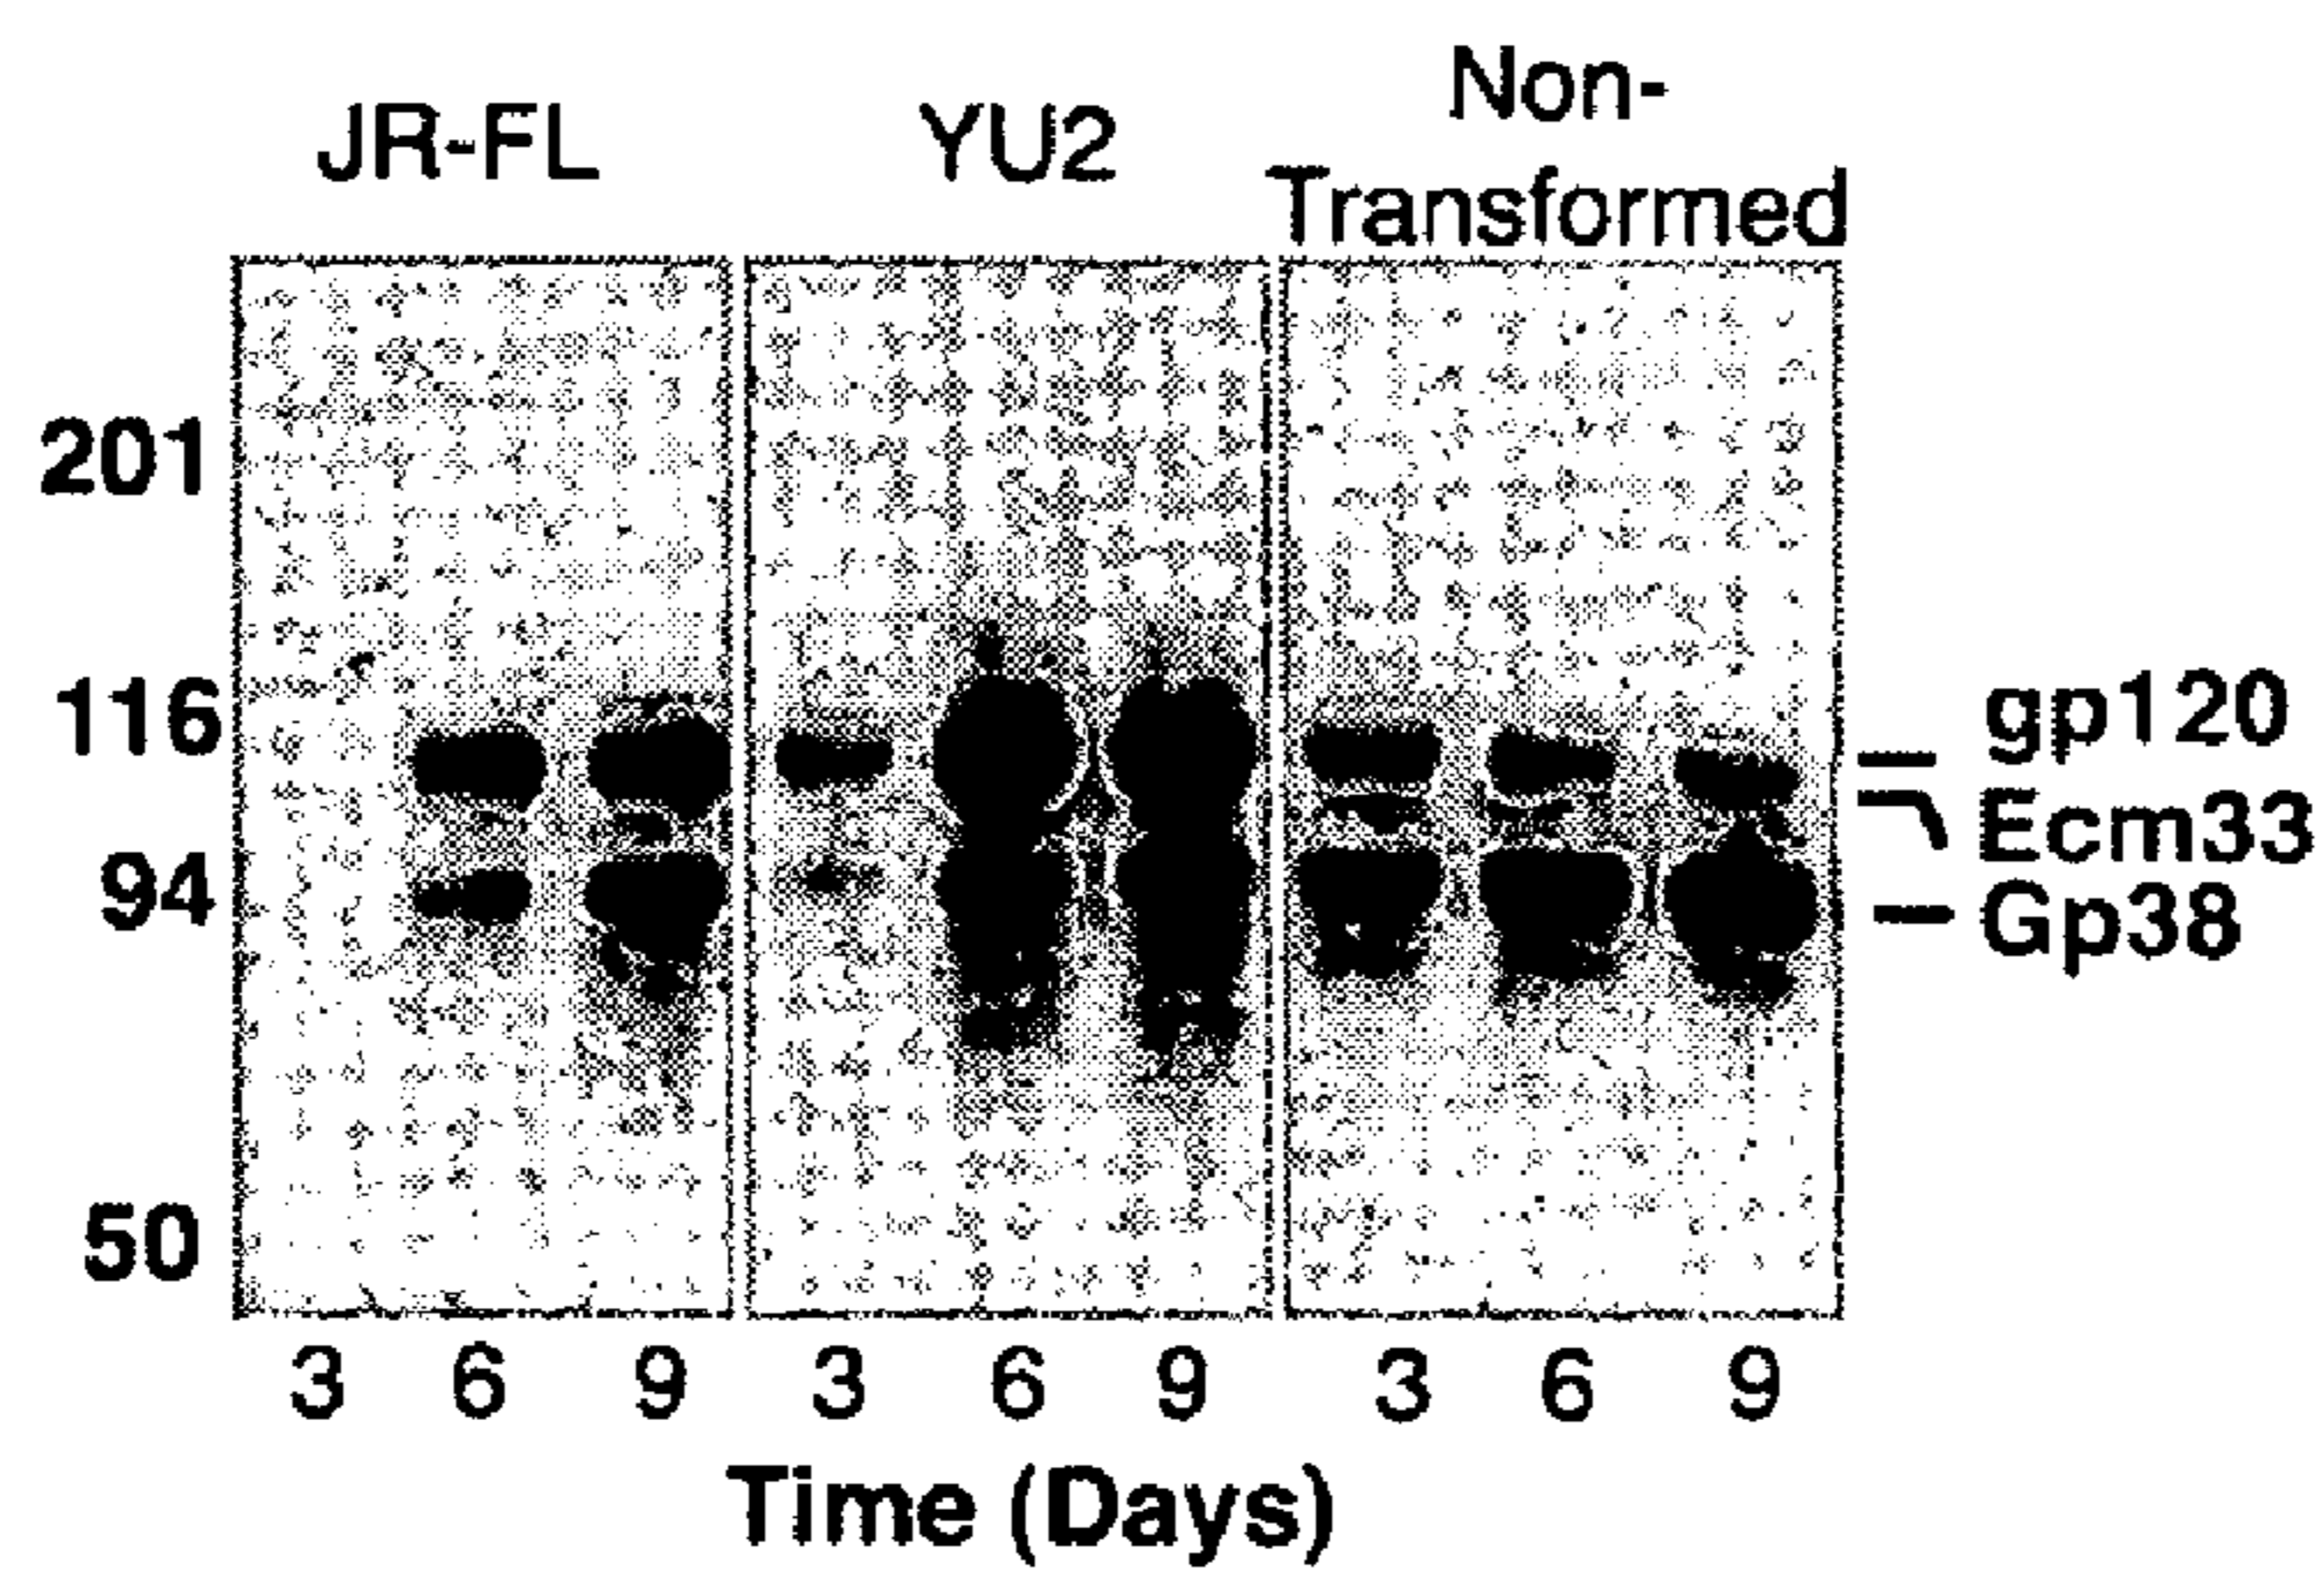 JR-FL
YU2
Non-
Transformed
201
116
94
50
gp120
Ecm33
Gp38
3 6 9 3 6 9 3 6 9
Time (Days)